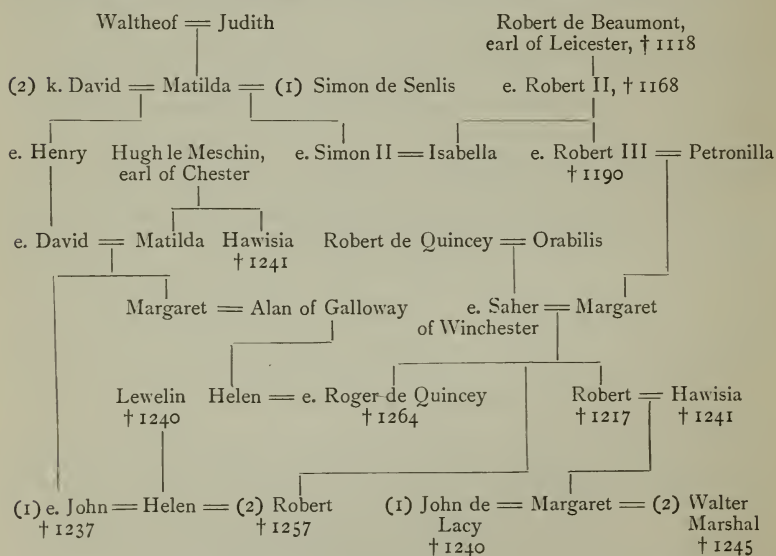 Waltheof = Judith Robert de Beaumont,
earl of Leicester, † 1118
(2) k. David = Matilda = (1) Simon de Senlis e. Robert II, † 1168
e. Henry Hugh le Meschin, e. Simon II = Isabella e. Robert III = Petronilla
earl of Chester † 1190
e. David = Matilda Hawisia Robert de Quincey = Orabilis
† 1241
Margaret = Alan of Galloway e. Saher = Margaret
of Winchester
Lewelin Helen = e. Roger de Quincey Robert = Hawisia
† 1240 † 1264 † 1217 † 1241
(1) e. John = Helen = (2) Robert (1) John de = Margaret = (2) Walter
† 1237 † 1257 Lacy Marshal
† 1240 † 1245